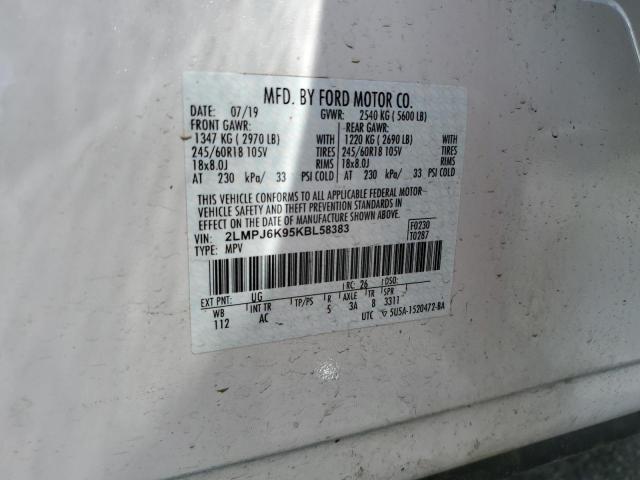 MFD. BY FORD MOTOR CO.
DATE: 07/19 GVWR: 2540 KG ( 5600 LB)
FRONT GAWR: REAR GAWR:
1347 KG ( 2970 LB) WITH 1220 KG ( 2690 LB) WITH
245/60R18 105V TIRES 245/60R18 105V TIRES
18x8.0J RIMS 18x8.0J RIMS
AT 230 kPa/ 33 PSI COLD AT 230 kPa/ 33 PSI COLD
THIS VEHICLE CONFORMS TO ALL APPLICABLE FEDERAL MOTOR
VEHICLE SAFETY AND BUMPER STANDARDS IN
EFFECT ON THE DATE OF MANUFACTURE SHOWN ABOVE.
VIN: 2LMPJ6K95KBL58383 F0230
TYPE: MPV T0287
EXT PNT: UG RC: 26 DSO:
WB INT TR TP/PS R AXLE TR SPR
112 AC 5 3A 8 3311
UTC 5U5A-1520472-BA